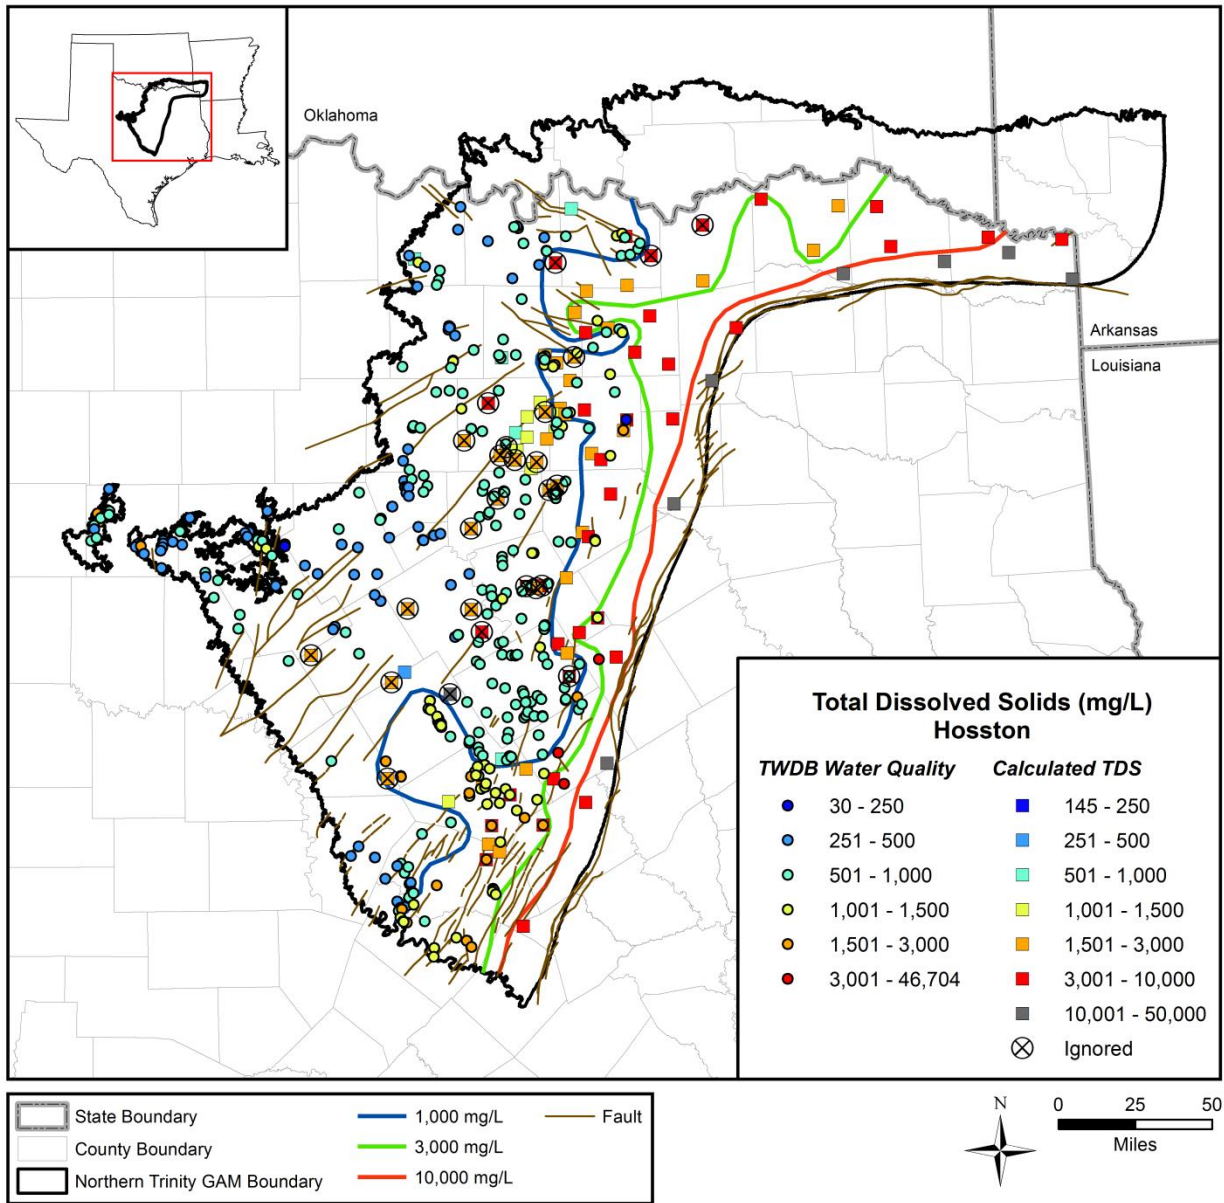 Oklahoma
Arkansas
Louisiana
Total Dissolved Solids (mg/L)
Hosston
TWDB Water Quality
30 - 250
251 - 500
501 - 1,000
1,001 - 1,500
1,501 - 3,000
3,001 - 46,704
Calculated TDS
145 - 250
251 - 500
501 - 1,000
1,001 - 1,500
1,501 - 3,000
3,001 - 10,000
10,001 - 50,000
Ignored
State Boundary
County Boundary
Northern Trinity GAM Boundary
1,000 mg/L
3,000 mg/L
10,000 mg/L
Fault
N
0 25 50
Miles